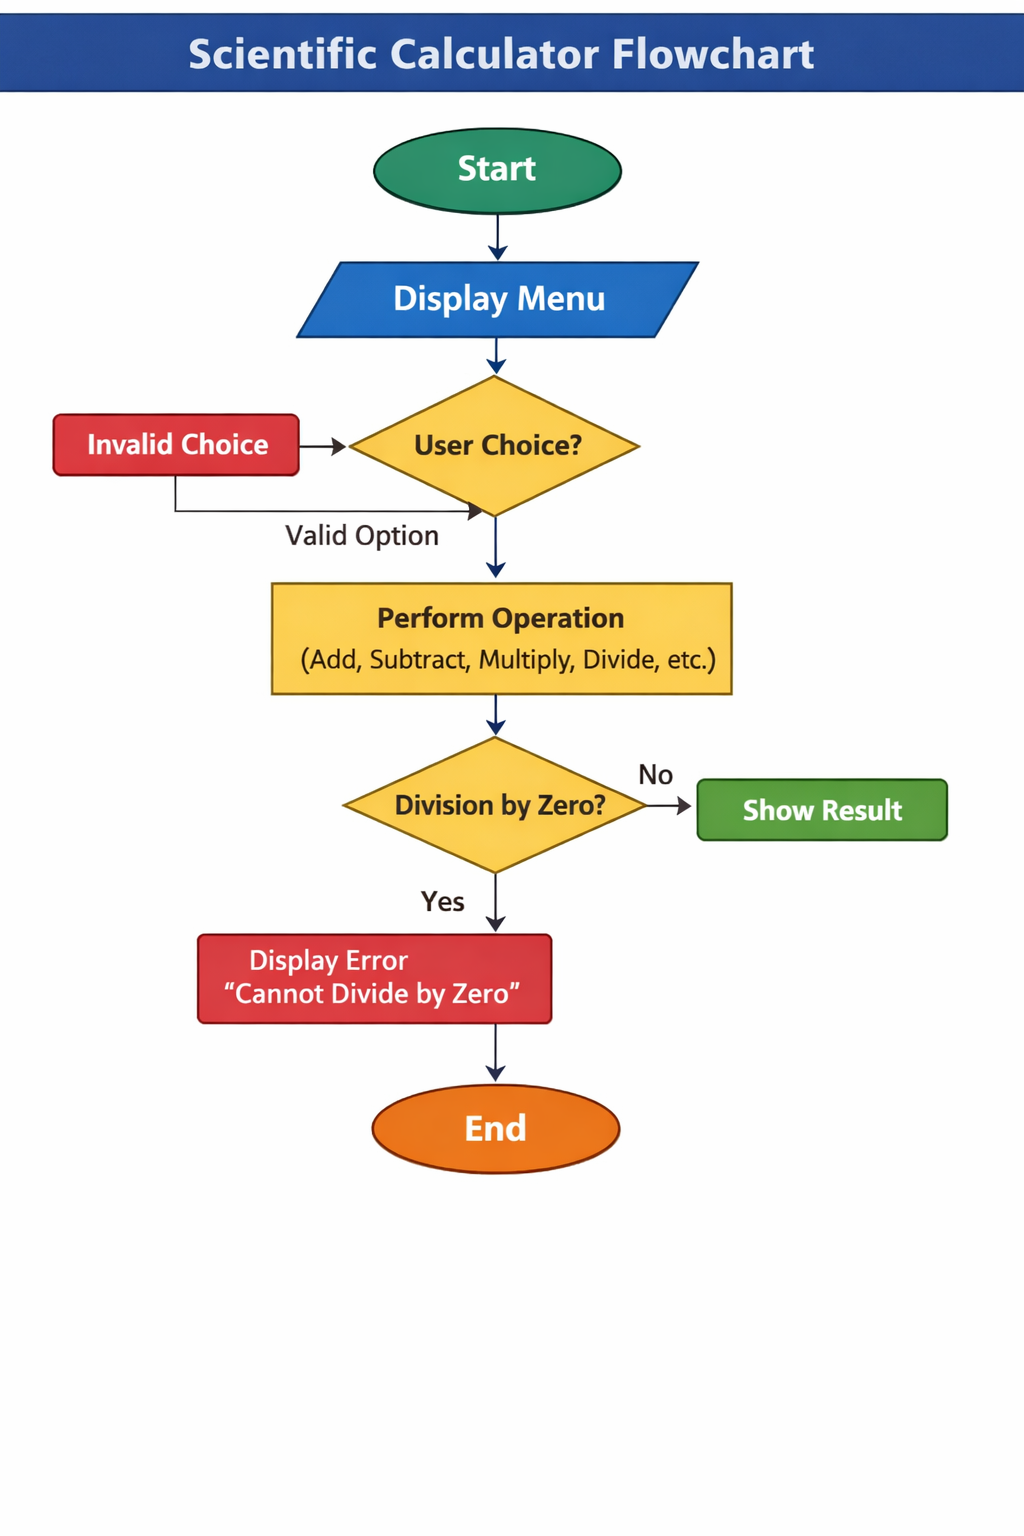 Scientific Calculator Flowchart
Start
Display Menu
Invalid Choice
User Choice?
Valid Option
Perform Operation
(Add, Subtract, Multiply, Divide, etc.)
Division by Zero?
No
Show Result
Yes
Display Error
“Cannot Divide by Zero”
End